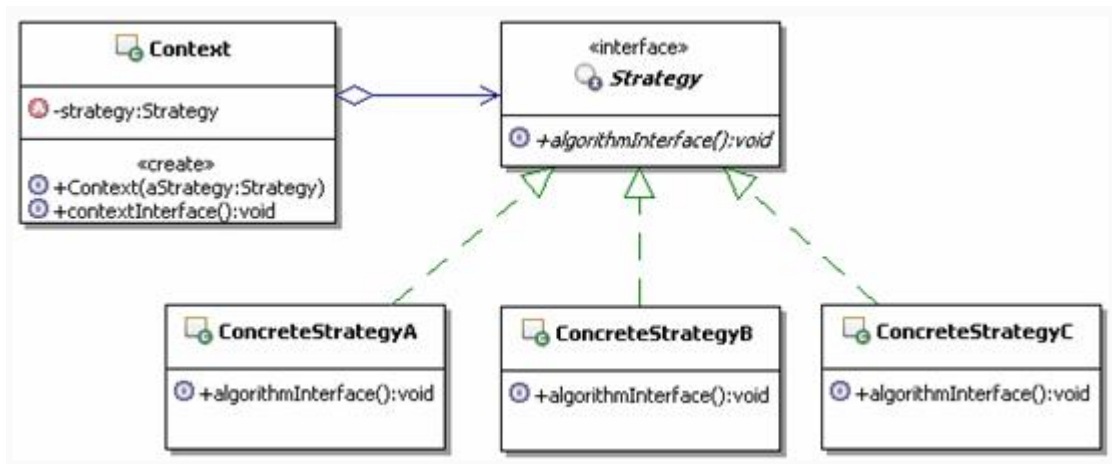 Context
-strategy:Strategy
«create»
+Context(aStrategy:Strategy)
+contextInterface():void
«interface»
Strategy
+algorithmInterface():void
ConcreteStrategyA
+algorithmInterface():void
ConcreteStrategyB
+algorithmInterface():void
ConcreteStrategyC
+algorithmInterface():void